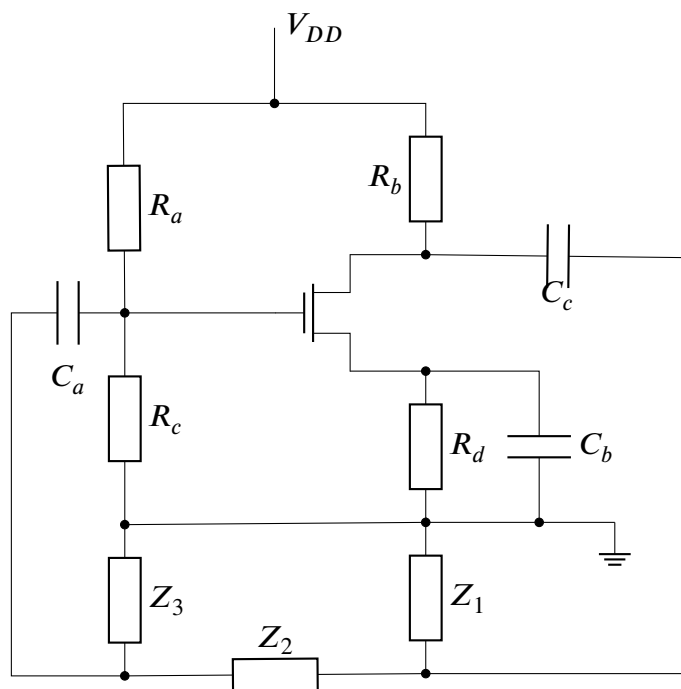 V_DD
R_b
R_a
C_c
C_a
R_c
R_d
C_b
Z_3
Z_1
Z_2